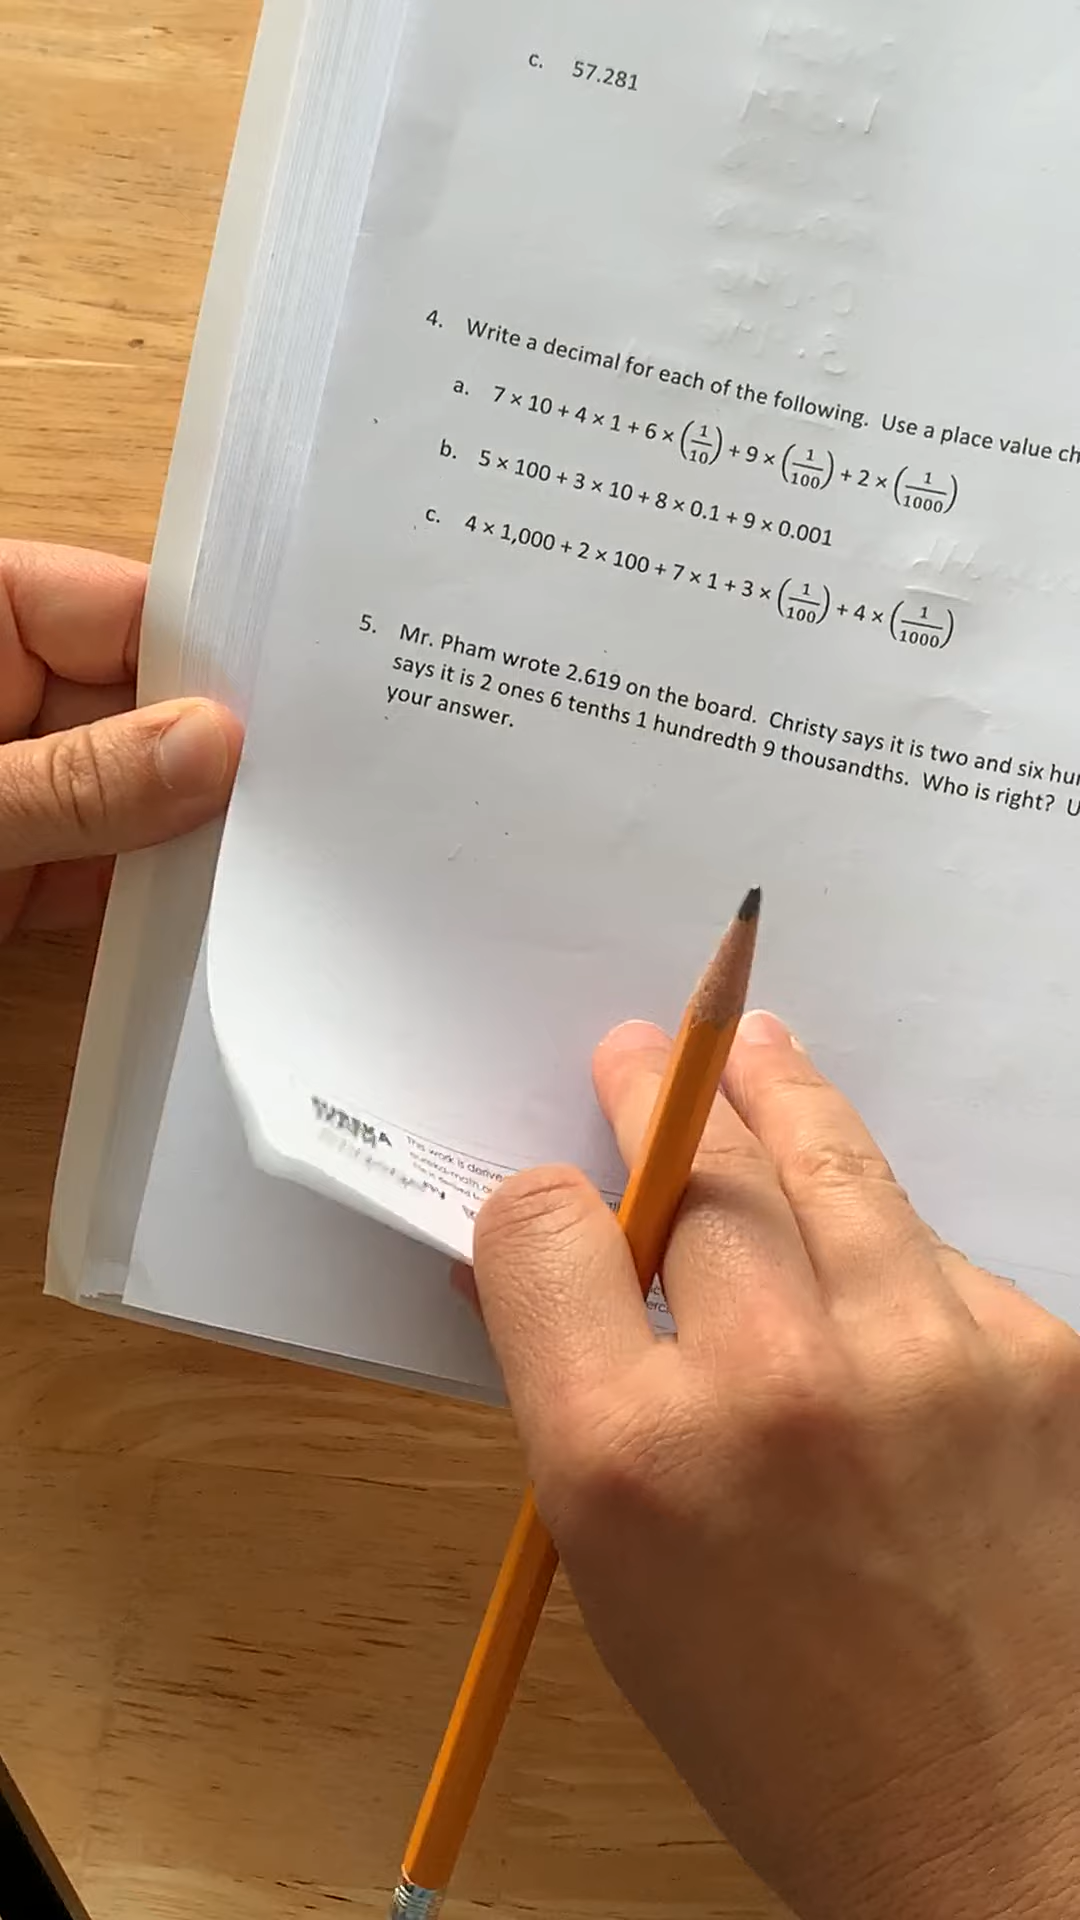 c. 57.281
4. Write a decimal for each of the following. Use a place value
a. 7 × 10 + 4 × 1 + 6 × (1/10) + 9 × (1/100) + 2 × (1/1000)
b. 5 × 100 + 3 × 10 + 8 × 0.1 + 9 × 0.001
c. 4 × 1,000 + 2 × 100 + 7 × 1 + 3 × (1/100) + 4 × (1/1000)
5. Mr. Pham wrote 2.619 on the board. Christy says it is two and six
says it is 2 ones 6 tenths 1 hundredth 9 thousandths. Who is right?
your answer.
This work is